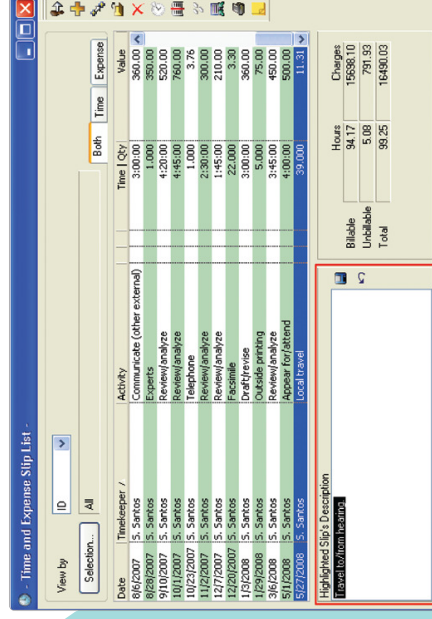 - Time and Expense Slip List -
View by ID
Selection... All
Both Time Expense
Date Timekeeper / Activity Time | Qty Value
8/6/2007 S. Santos Communicate (other external) 3:00:00 360.00
8/28/2007 S. Santos Experts 1.000 350.00
9/10/2007 S. Santos Review/analyze 4:20:00 520.00
10/1/2007 S. Santos Review/analyze 4:45:00 760.00
10/23/2007 S. Santos Telephone 1.000 3.76
11/2/2007 S. Santos Review/analyze 2:30:00 300.00
12/7/2007 S. Santos Review/analyze 1:45:00 210.00
12/20/2007 S. Santos Facsimile 22.000 3.30
1/3/2008 S. Santos Draft/revise 3:00:00 360.00
1/29/2008 S. Santos Outside printing 5.000 75.00
3/6/2008 S. Santos Review/analyze 3:45:00 450.00
5/1/2008 S. Santos Appear for/attend 4:00:00 500.00
5/27/2008 S. Santos Local travel 39.000 11.31
Highlighted Slip's Description
Travel to/from hearing.
Hours Charges
Billable 94.17 15698.10
Unbillable 5.08 791.93
Total 99.25 16490.03